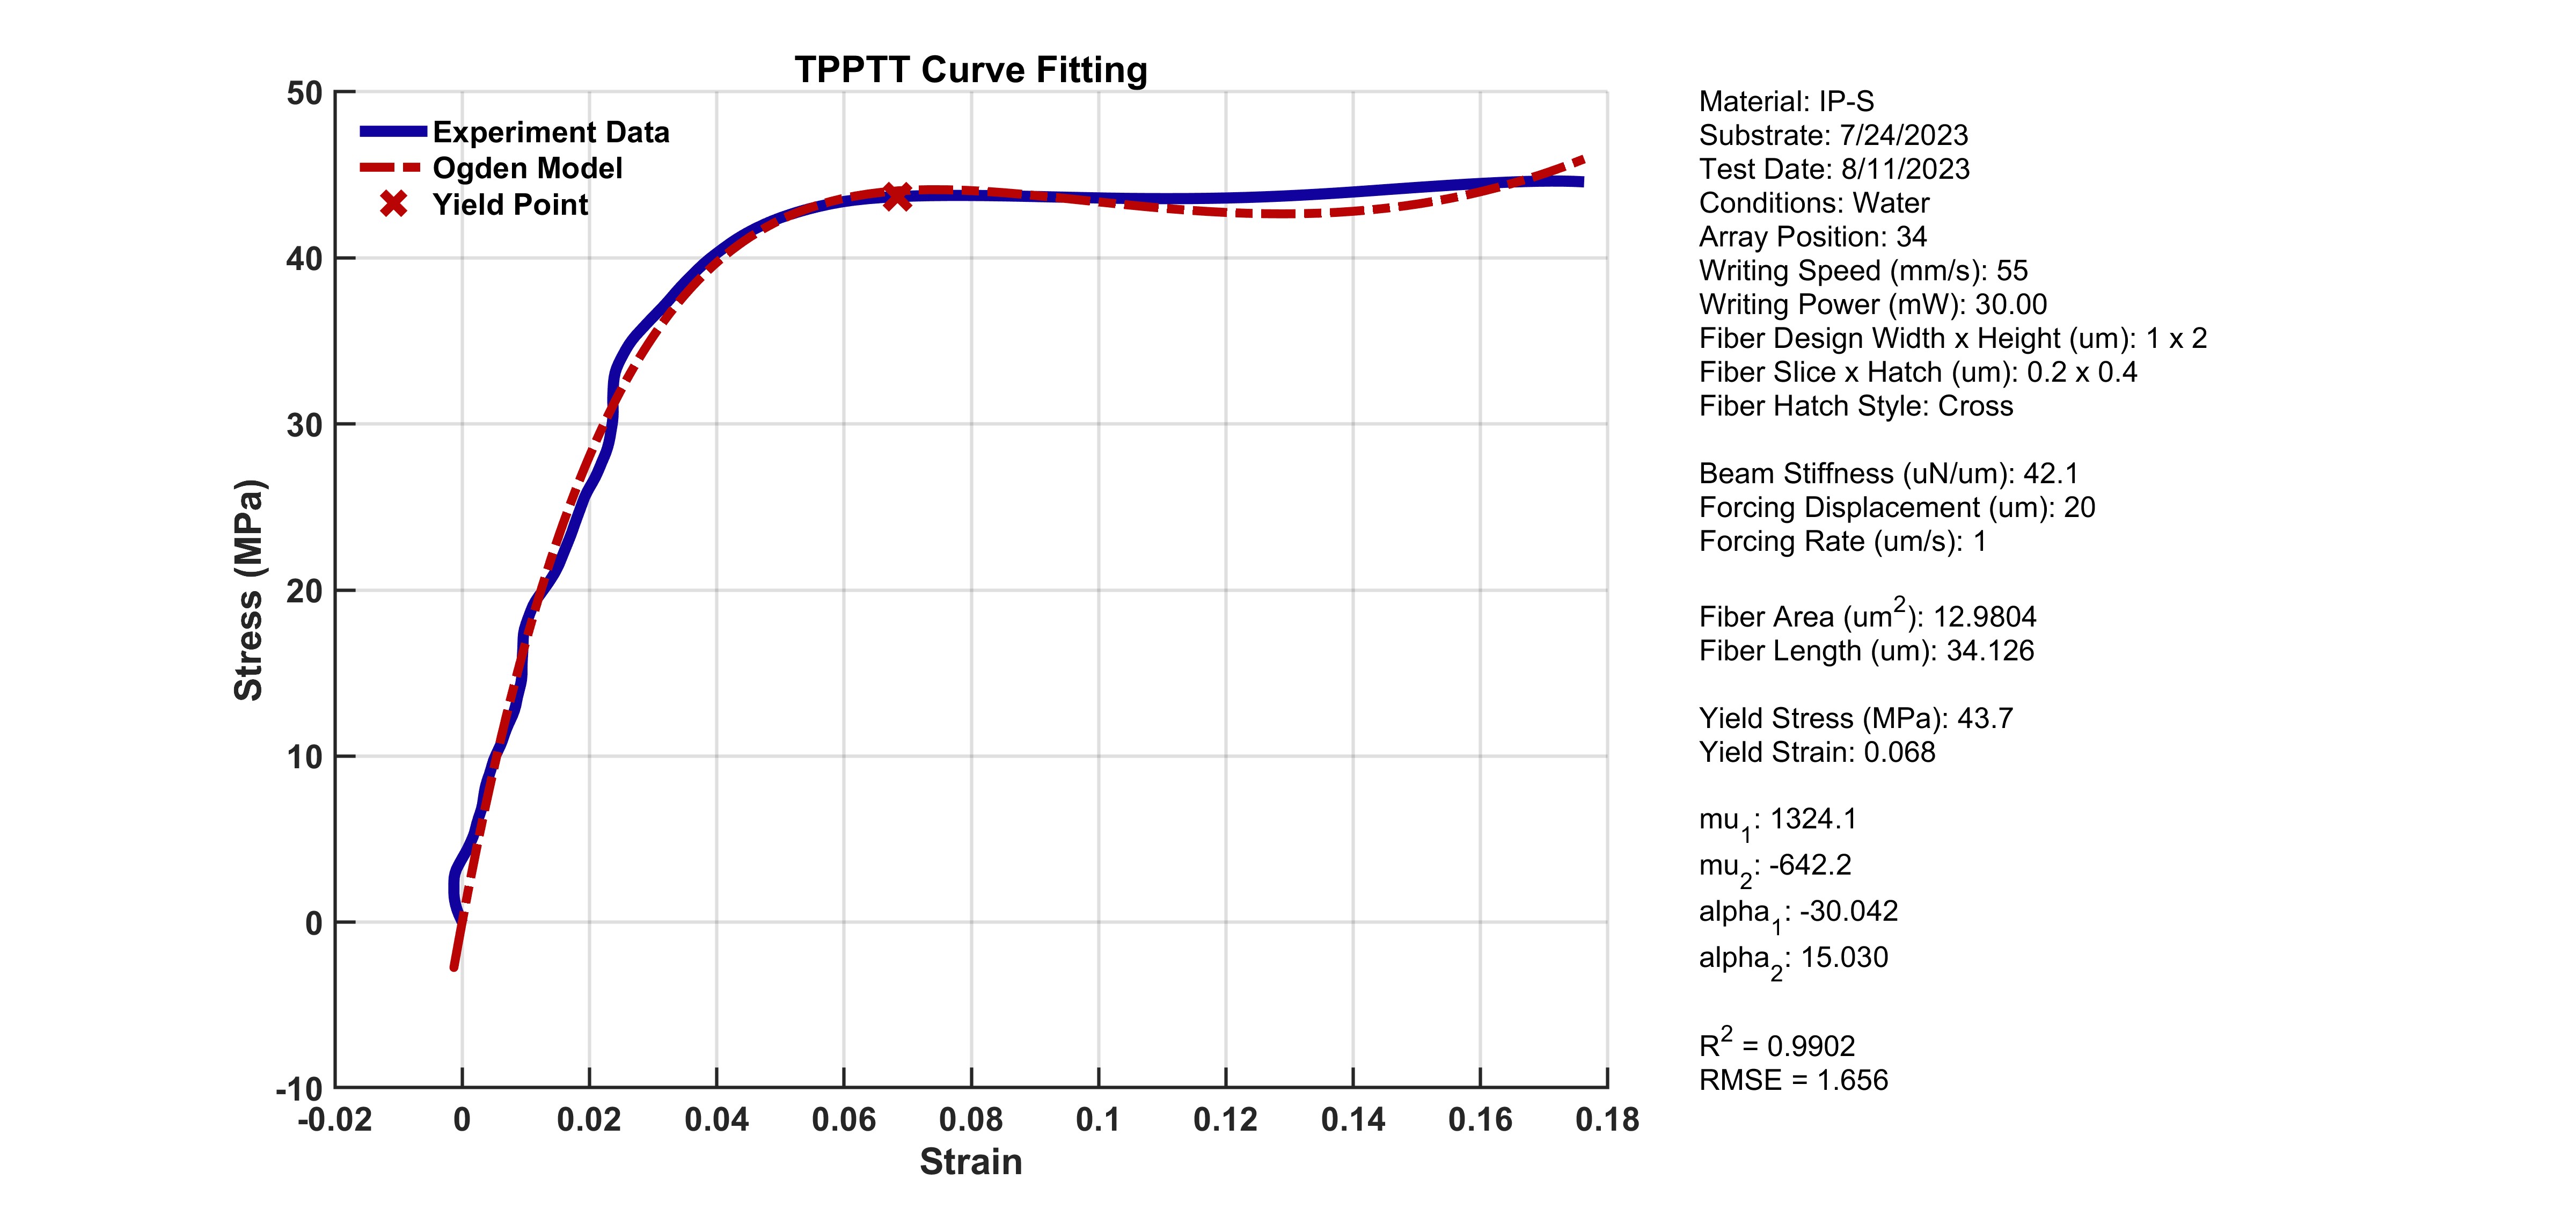 TPPTT Curve Fitting
50
40
30
20
10
0
-10
Stress (MPa)
Experiment Data
Ogden Model
Yield Point
-0.02 0 0.02 0.04 0.06 0.08 0.1 0.12 0.14 0.16 0.18
Strain
Material: IP-S
Substrate: 7/24/2023
Test Date: 8/11/2023
Conditions: Water
Array Position: 34
Writing Speed (mm/s): 55
Writing Power (mW): 30.00
Fiber Design Width x Height (um): 1 x 2
Fiber Slice x Hatch (um): 0.2 x 0.4
Fiber Hatch Style: Cross
Beam Stiffness (uN/um): 42.1
Forcing Displacement (um): 20
Forcing Rate (um/s): 1
Fiber Area (um²): 12.9804
Fiber Length (um): 34.126
Yield Stress (MPa): 43.7
Yield Strain: 0.068
mu₁: 1324.1
mu₂: -642.2
alpha₁: -30.042
alpha₂: 15.030
R² = 0.9902
RMSE = 1.656